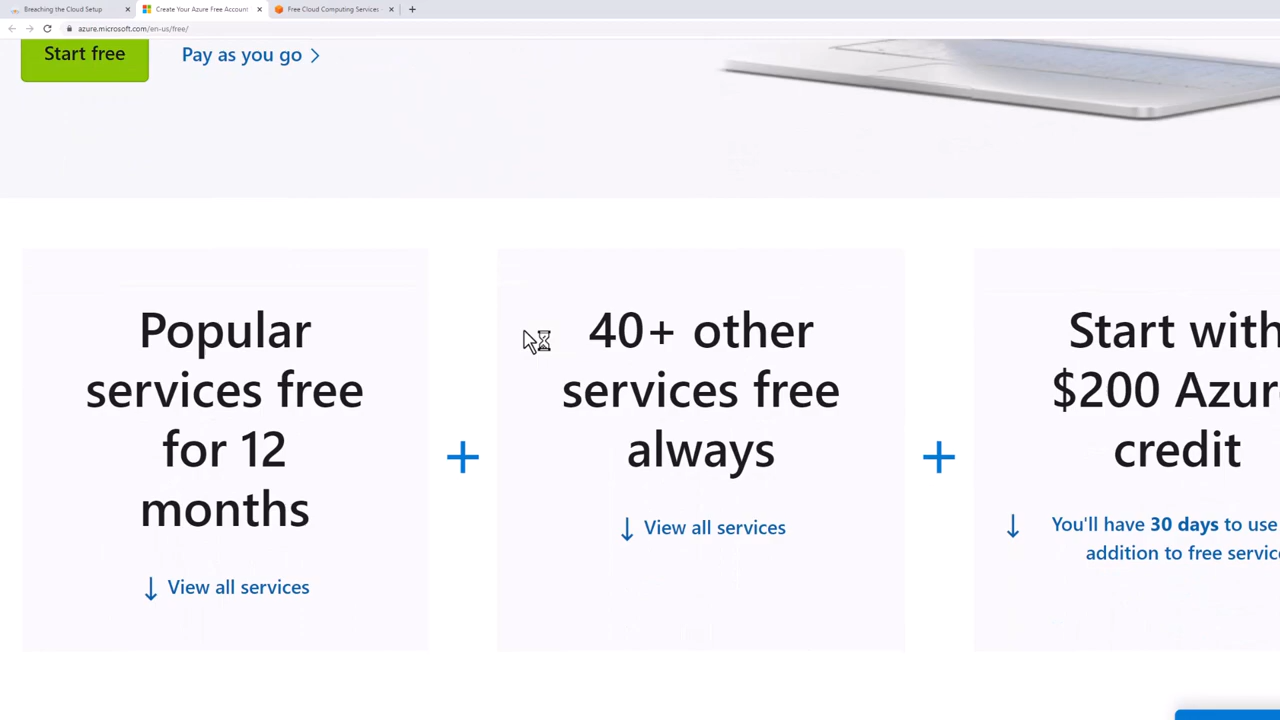 Breaching the Cloud Setup
Create Your Azure Free Account
Free Cloud Computing Services -
azure.microsoft.com/en-us/free/
Start free
Pay as you go
Popular
services free
for 12
months
View all services
+
40+ other
services free
always
View all services
+
Start with
$200 Azur
credit
You'll have 30 days to use
addition to free servic